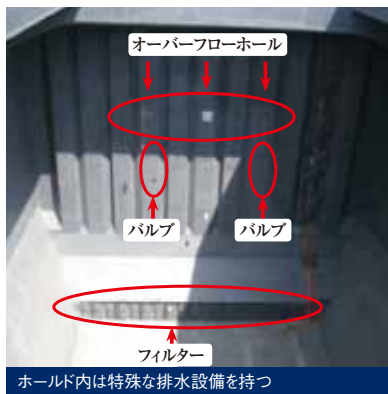 オーバーフローホール
バルブ
バルブ
フィルター
ホールド内は特殊な排水設備を持つ